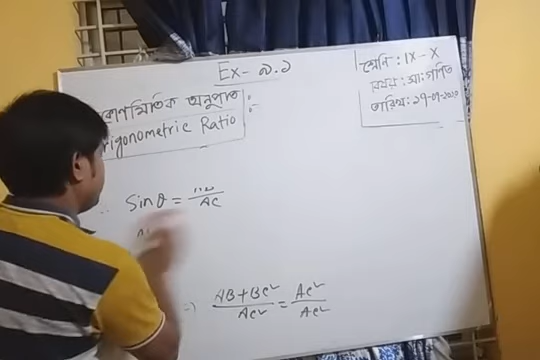 Ex- ৯.১
শ্রেণি : IX - X
বিষয় : সা: গণিত
তারিখ: ২৭-০৭-২০২০
কোণমিতিক অনুপাত :-
Trigonometric Ratio
∴ Sinθ = /AC
⇒ AB+BC²/AC² = AC²/AC²